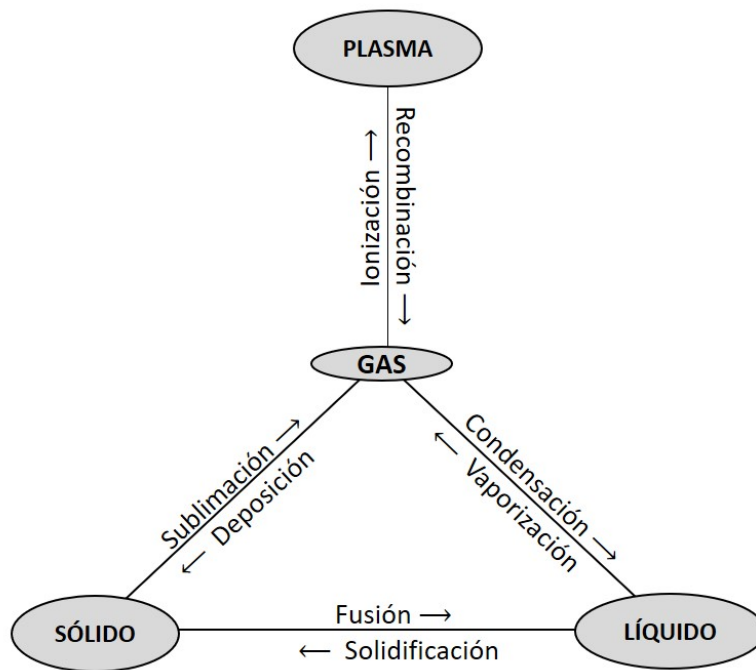 PLASMA
Ionización →
Recombinación →
GAS
Sublimación →
← Deposición
Condensación →
← Vaporización
SÓLIDO
Fusión →
← Solidificación
LÍQUIDO